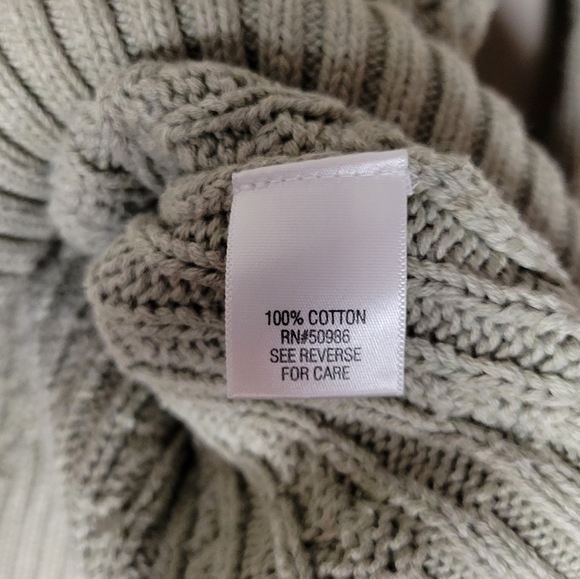 100% COTTON
RN#50986
SEE REVERSE
FOR CARE